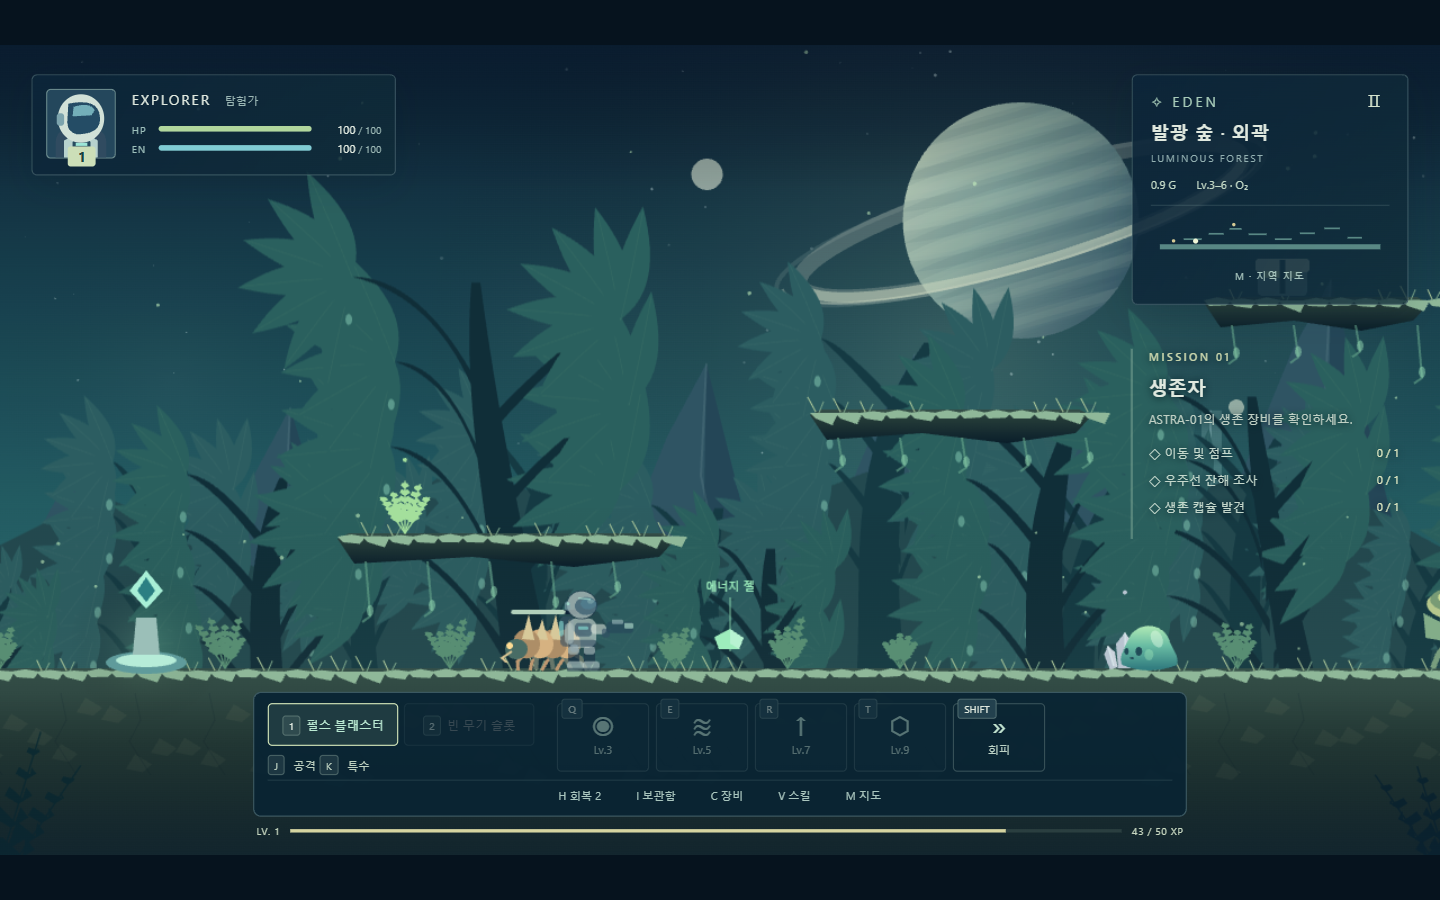 EXPLORER 탐험가
HP 100 / 100
EN 100 / 100
1
✧ EDEN
발광 숲 · 외곽
LUMINOUS FOREST
0.9 G Lv.3–6 · O₂
M · 지역 지도
MISSION 01
생존자
ASTRA-01의 생존 장비를 확인하세요.
◇ 이동 및 점프 0 / 1
◇ 우주선 잔해 조사 0 / 1
◇ 생존 캡슐 발견 0 / 1
에너지 젤
1 펄스 블래스터
2 빈 무기 슬롯
J 공격 K 특수
Q Lv.3
E Lv.5
R Lv.7
T Lv.9
SHIFT » 회피
H 회복 2 I 보관함 C 장비 V 스킬 M 지도
LV. 1 43 / 50 XP